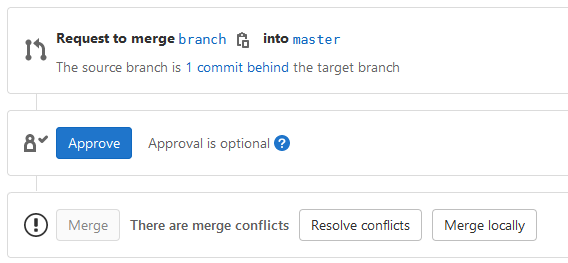 Request to merge branch into master
The source branch is 1 commit behind the target branch
Approve Approval is optional ?
Merge There are merge conflicts Resolve conflicts Merge locally